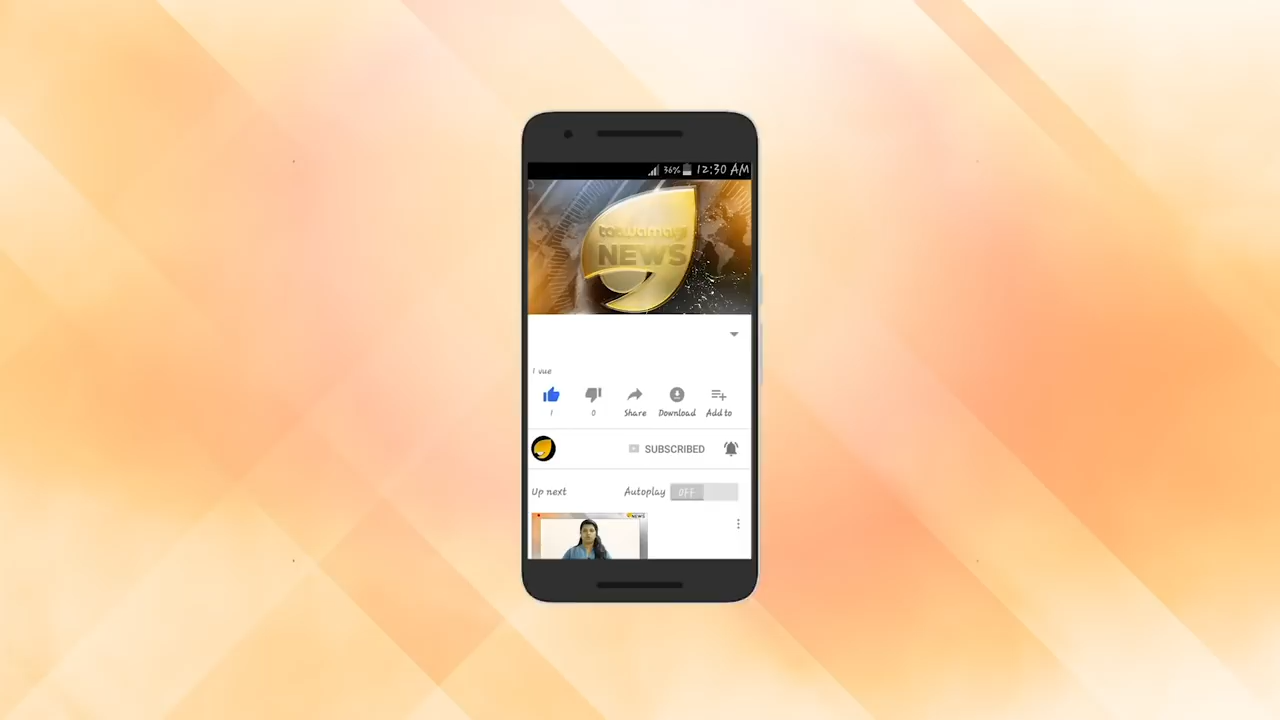 36% 12:30 AM
tatwamayi
NEWS
1 vue
1 0 Share Download Add to
SUBSCRIBED
Up next Autoplay OFF
NEWS